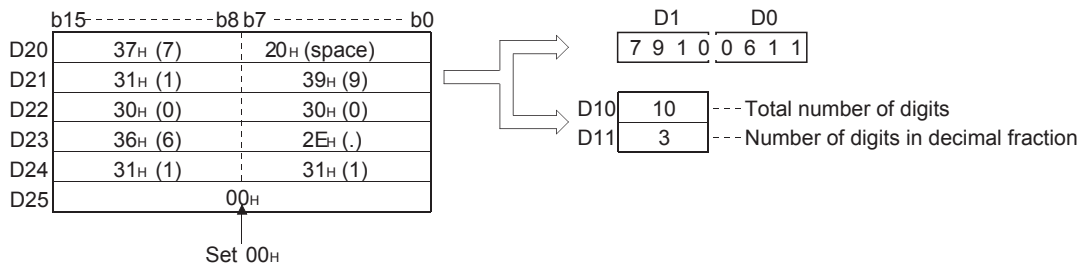 b15 b8 b7 b0
D20 37H (7) 20H (space)
D21 31H (1) 39H (9)
D22 30H (0) 30H (0)
D23 36H (6) 2EH (.)
D24 31H (1) 31H (1)
D25 00H
Set 00H
D1 D0
7 9 1 0 0 6 1 1
D10 10 Total number of digits
D11 3 Number of digits in decimal fraction